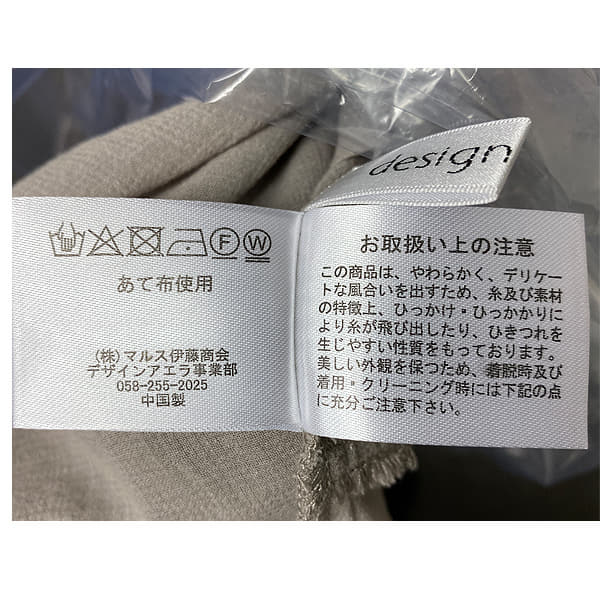 design
F W
あて布使用
(株)マルス伊藤商会
デザインアエラ事業部
058-255-2025
中国製
お取扱い上の注意
この商品は、やわらかく、デリケー
トな風合いを出すため、糸及び素材
の特徴上、ひっかけ・ひっかかりに
より糸が飛び出したり、ひきつれを
生じやすい性質をもっております。
美しい外観を保つため、着脱時及び
着用・クリーニング時には下記の点
に充分ご注意下さい。